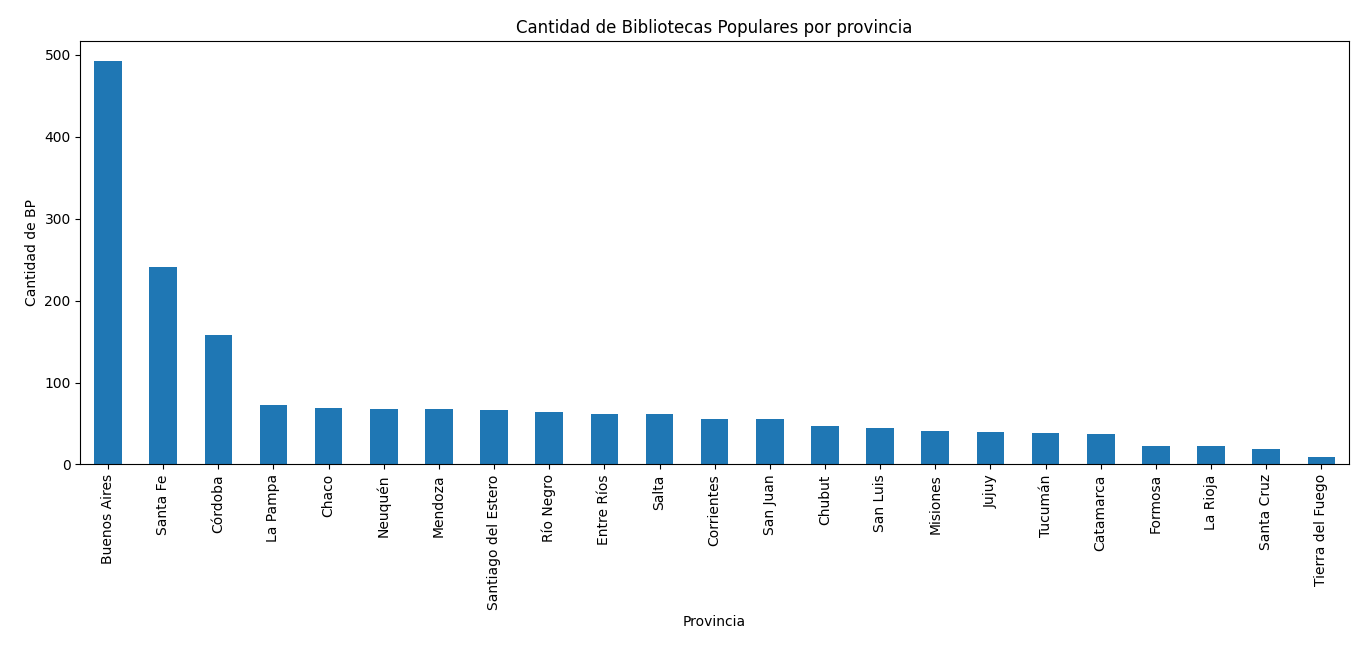 Cantidad de Bibliotecas Populares por provincia
Cantidad de BP
500
400
300
200
100
0
Buenos Aires
Santa Fe
Córdoba
La Pampa
Chaco
Neuquén
Mendoza
Santiago del Estero
Río Negro
Entre Ríos
Salta
Corrientes
San Juan
Chubut
San Luis
Misiones
Jujuy
Tucumán
Catamarca
Formosa
La Rioja
Santa Cruz
Tierra del Fuego
Provincia